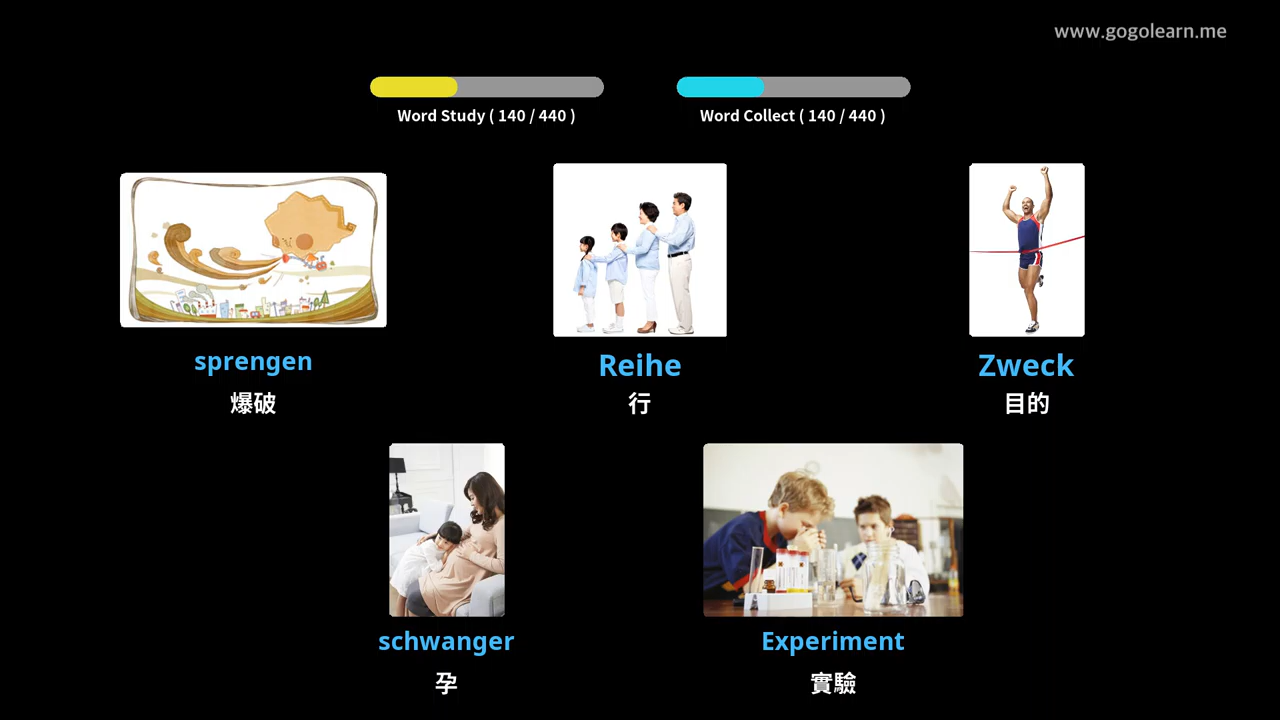 www.gogolearn.me
Word Study ( 140 / 440 )
Word Collect ( 140 / 440 )
sprengen
爆破
Reihe
行
Zweck
目的
schwanger
孕
Experiment
實驗